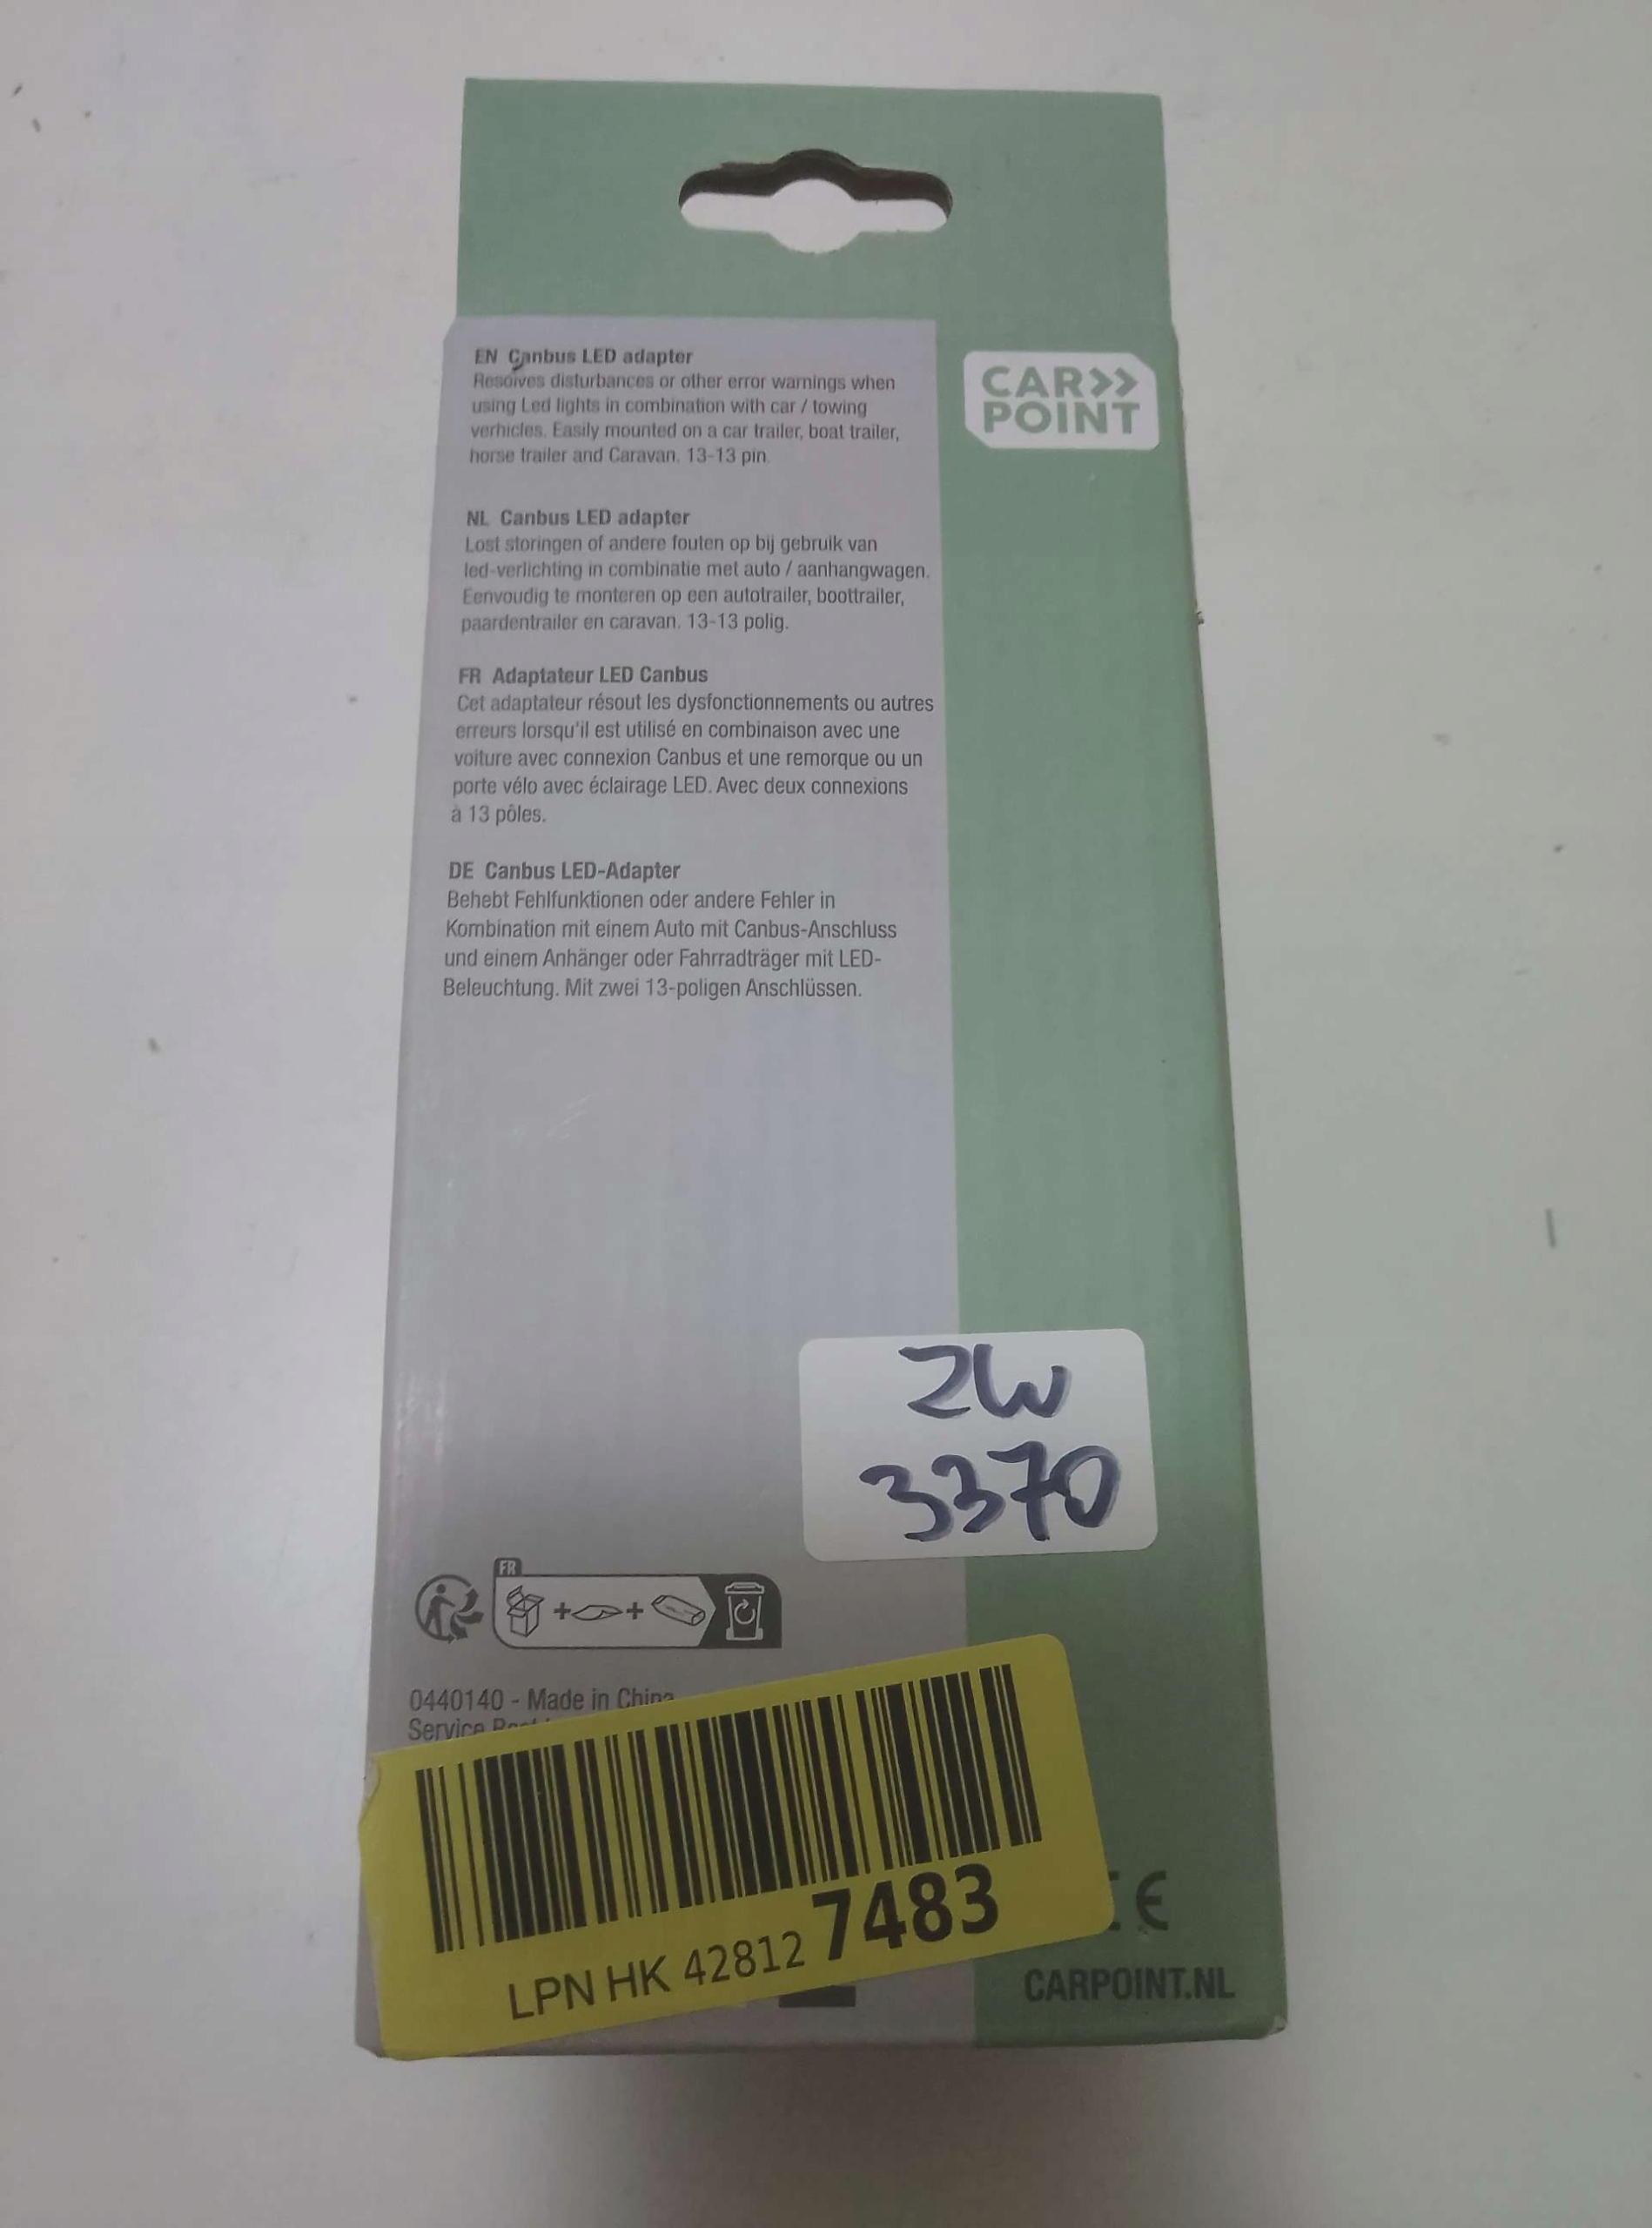 EN Canbus LED adapter
Resolves disturbances or other error warnings when
using Led lights in combination with car / towing
verhicles. Easily mounted on a car trailer, boat trailer,
horse trailer and Caravan. 13-13 pin.
CAR>>
POINT
NL Canbus LED adapter
Lost storingen of andere fouten op bij gebruik van
led-verlichting in combinatie met auto / aanhangwagen.
Eenvoudig te monteren op een autotrailer, boottrailer,
paardentrailer en caravan. 13-13 polig.
FR Adaptateur LED Canbus
Cet adaptateur résout les dysfonctionnements ou autres
erreurs lorsqu'il est utilisé en combinaison avec une
voiture avec connexion Canbus et une remorque ou un
porte vélo avec éclairage LED. Avec deux connexions
à 13 pôles.
DE Canbus LED-Adapter
Behebt Fehlfunktionen oder andere Fehler in
Kombination mit einem Auto mit Canbus-Anschluss
und einem Anhänger oder Fahrradträger mit LED-
Beleuchtung. Mit zwei 13-poligen Anschlüssen.
ZW
3370
FR
0440140 - Made in China
Service
LPN HK 42812 7483
CE
CARPOINT.NL